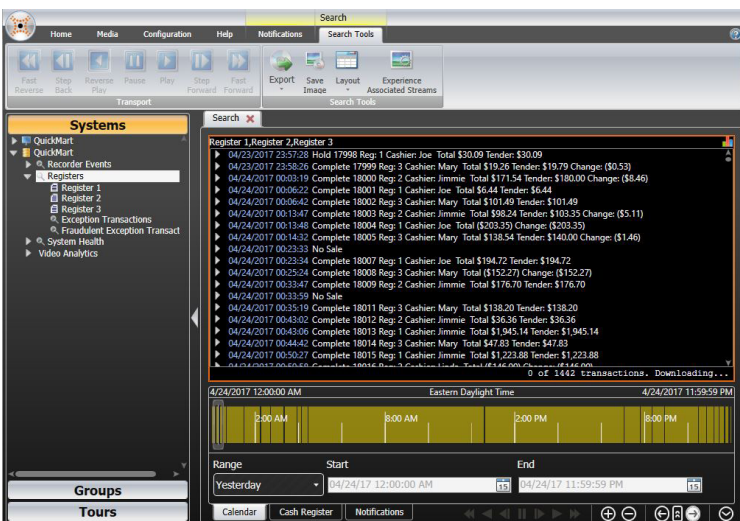 Search
Home Media Configuration Help Notifications Search Tools
Fast Reverse Step Back Reverse Play Pause Play Step Forward Fast Forward
Transport
Export Save Image Layout Experience Associated Streams
Search Tools
Systems
QuickMart
QuickMart
Recorder Events
Registers
Register 1
Register 2
Register 3
Exception Transactions
Fraudulent Exception Transact
System Health
Video Analytics
Groups
Tours
Search
Register 1,Register 2,Register 3
04/23/2017 23:57:28 Hold 17998 Reg: 1 Cashier: Joe Total $30.09 Tender: $30.09
04/23/2017 23:58:26 Complete 17999 Reg: 3 Cashier: Mary Total $19.26 Tender: $19.79 Change: ($0.53)
04/24/2017 00:03:19 Complete 18000 Reg: 2 Cashier: Jimmie Total $171.54 Tender: $180.00 Change: ($8.46)
04/24/2017 00:06:22 Complete 18001 Reg: 1 Cashier: Joe Total $6.44 Tender: $6.44
04/24/2017 00:06:42 Complete 18002 Reg: 3 Cashier: Mary Total $101.49 Tender: $101.49
04/24/2017 00:13:47 Complete 18003 Reg: 2 Cashier: Jimmie Total $98.24 Tender: $103.35 Change: ($5.11)
04/24/2017 00:13:48 Complete 18004 Reg: 1 Cashier: Joe Total ($203.35) Change: ($203.35)
04/24/2017 00:14:32 Complete 18005 Reg: 3 Cashier: Mary Total $138.54 Tender: $140.00 Change: ($1.46)
04/24/2017 00:23:33 No Sale
04/24/2017 00:23:34 Complete 18007 Reg: 1 Cashier: Joe Total $194.72 Tender: $194.72
04/24/2017 00:25:24 Complete 18008 Reg: 3 Cashier: Mary Total ($152.27) Change: ($152.27)
04/24/2017 00:33:47 Complete 18009 Reg: 2 Cashier: Jimmie Total $176.70 Tender: $176.70
04/24/2017 00:33:59 No Sale
04/24/2017 00:35:19 Complete 18011 Reg: 3 Cashier: Mary Total $138.20 Tender: $138.20
04/24/2017 00:43:02 Complete 18012 Reg: 2 Cashier: Jimmie Total $36.36 Tender: $36.36
04/24/2017 00:43:06 Complete 18013 Reg: 1 Cashier: Jimmie Total $1,945.14 Tender: $1,945.14
04/24/2017 00:44:42 Complete 18014 Reg: 3 Cashier: Mary Total $47.83 Tender: $47.83
04/24/2017 00:50:27 Complete 18015 Reg: 1 Cashier: Jimmie Total $1,223.88 Tender: $1,223.88
0 of 1442 transactions. Downloading...
4/24/2017 12:00:00 AM Eastern Daylight Time 4/24/2017 11:59:59 PM
2:00 AM 8:00 AM 2:00 PM 8:00 PM
Range Start End
Yesterday 04/24/17 12:00:00 AM 15 04/24/17 11:59:59 PM 15
Calendar Cash Register Notifications